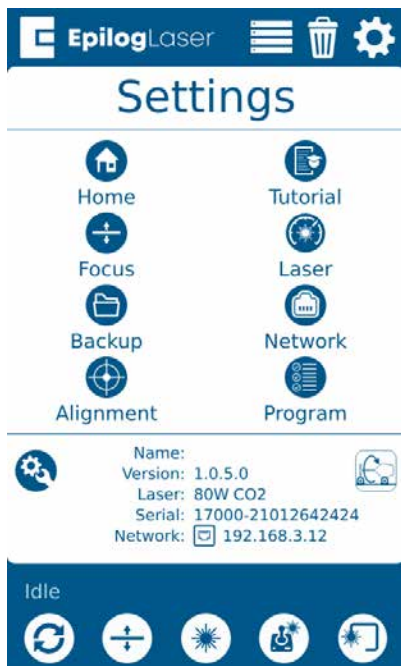 EpilogLaser
Settings
Home
Tutorial
Focus
Laser
Backup
Network
Alignment
Program
Name:
Version: 1.0.5.0
Laser: 80W CO2
Serial: 17000-21012642424
Network: 192.168.3.12
Idle